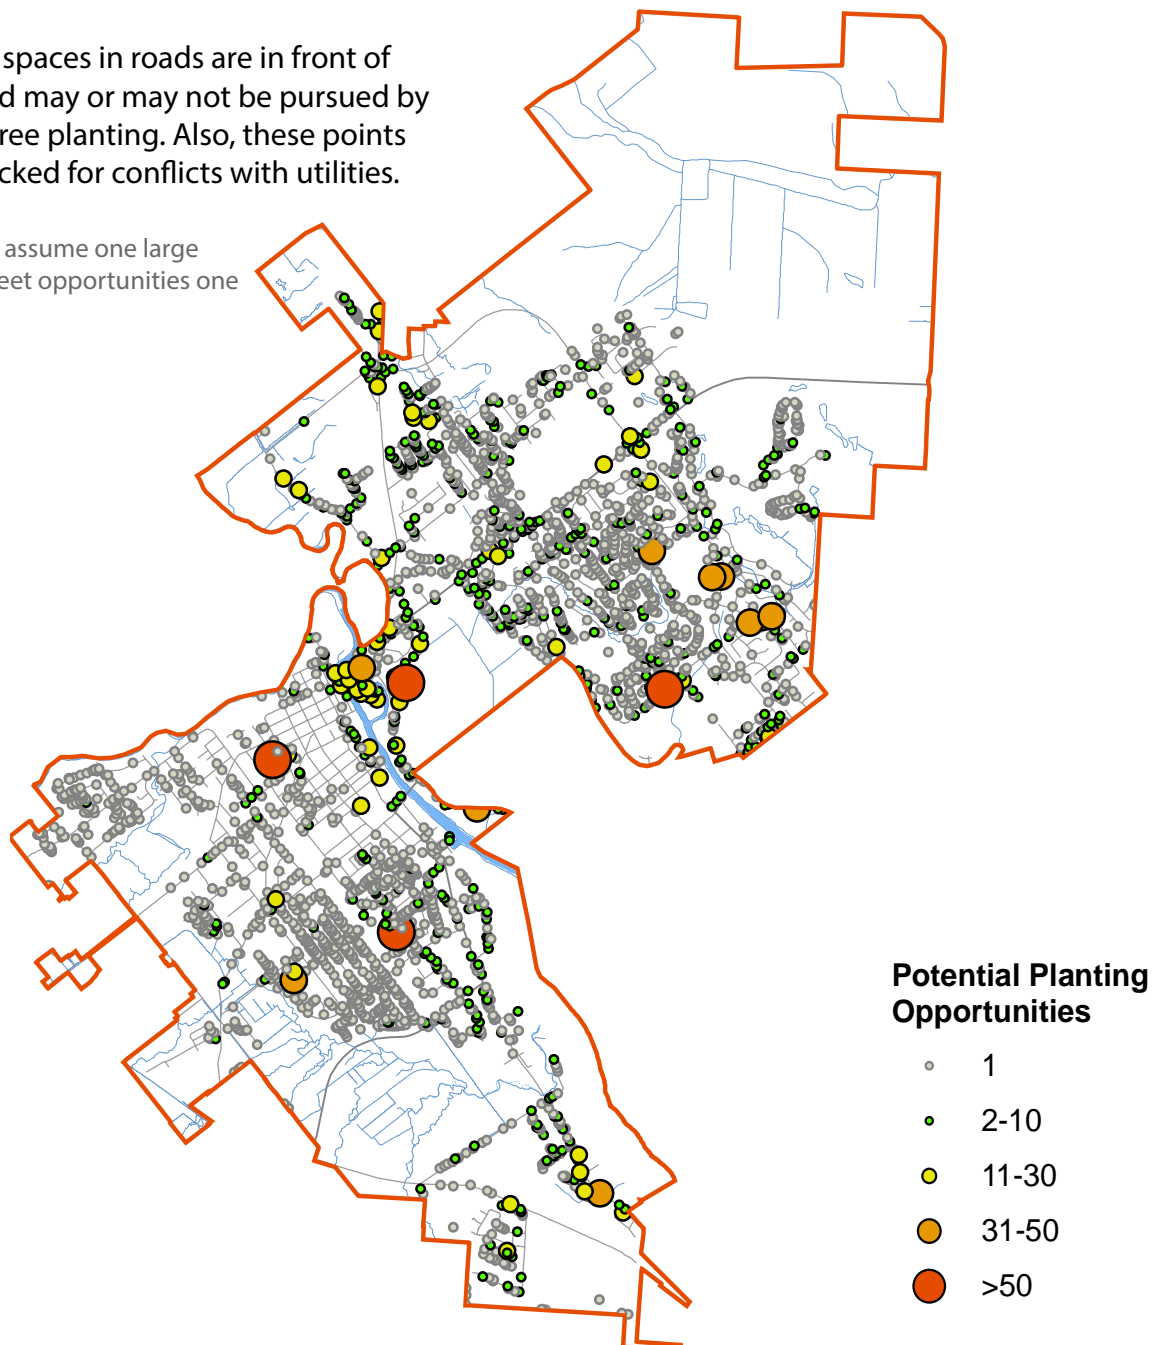 spaces in roads are in front of
d may or may not be pursued by
ree planting. Also, these points
cked for conflicts with utilities.
assume one large
eet opportunities one
Potential Planting
Opportunities
1
2-10
11-30
31-50
>50